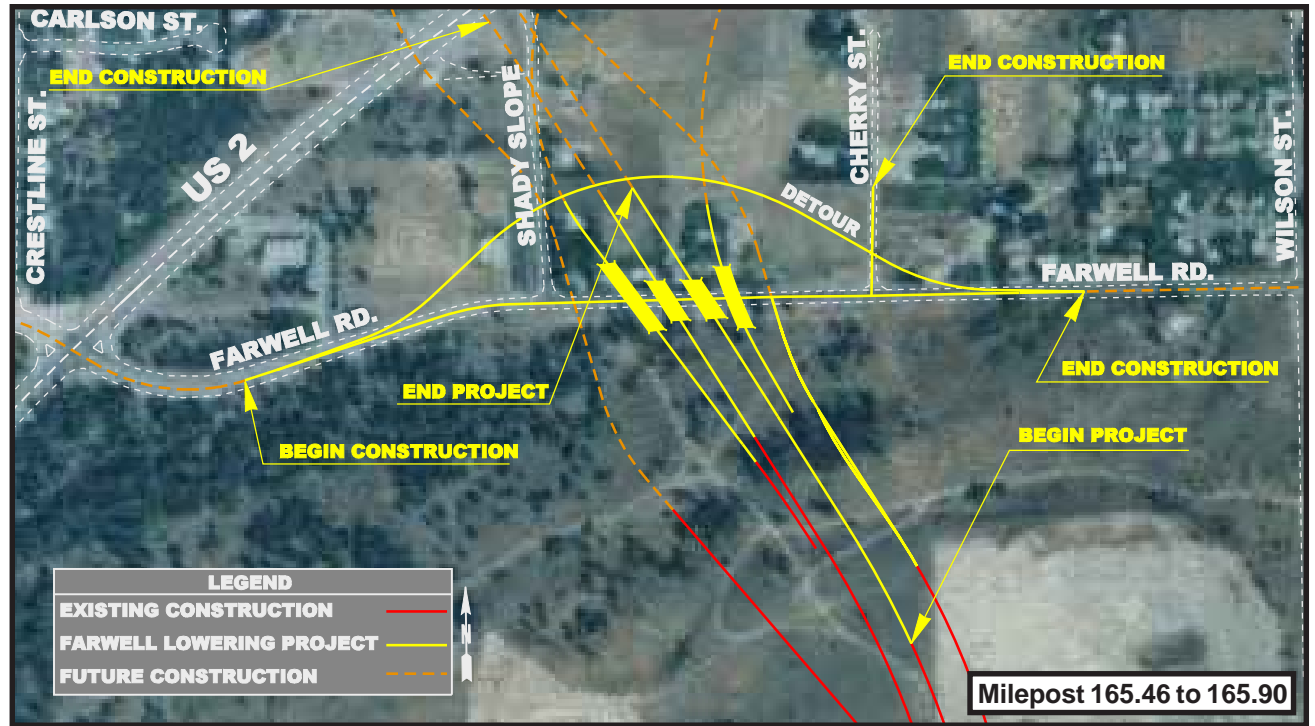 CARLSON ST.
END CONSTRUCTION
CRESTLINE ST.
US 2
SHADY SLOPE
CHERRY ST.
END CONSTRUCTION
WILSON ST.
DETOUR
FARWELL RD.
FARWELL RD.
END PROJECT
END CONSTRUCTION
BEGIN CONSTRUCTION
BEGIN PROJECT
LEGEND
EXISTING CONSTRUCTION
FARWELL LOWERING PROJECT
FUTURE CONSTRUCTION
N
Milepost 165.46 to 165.90